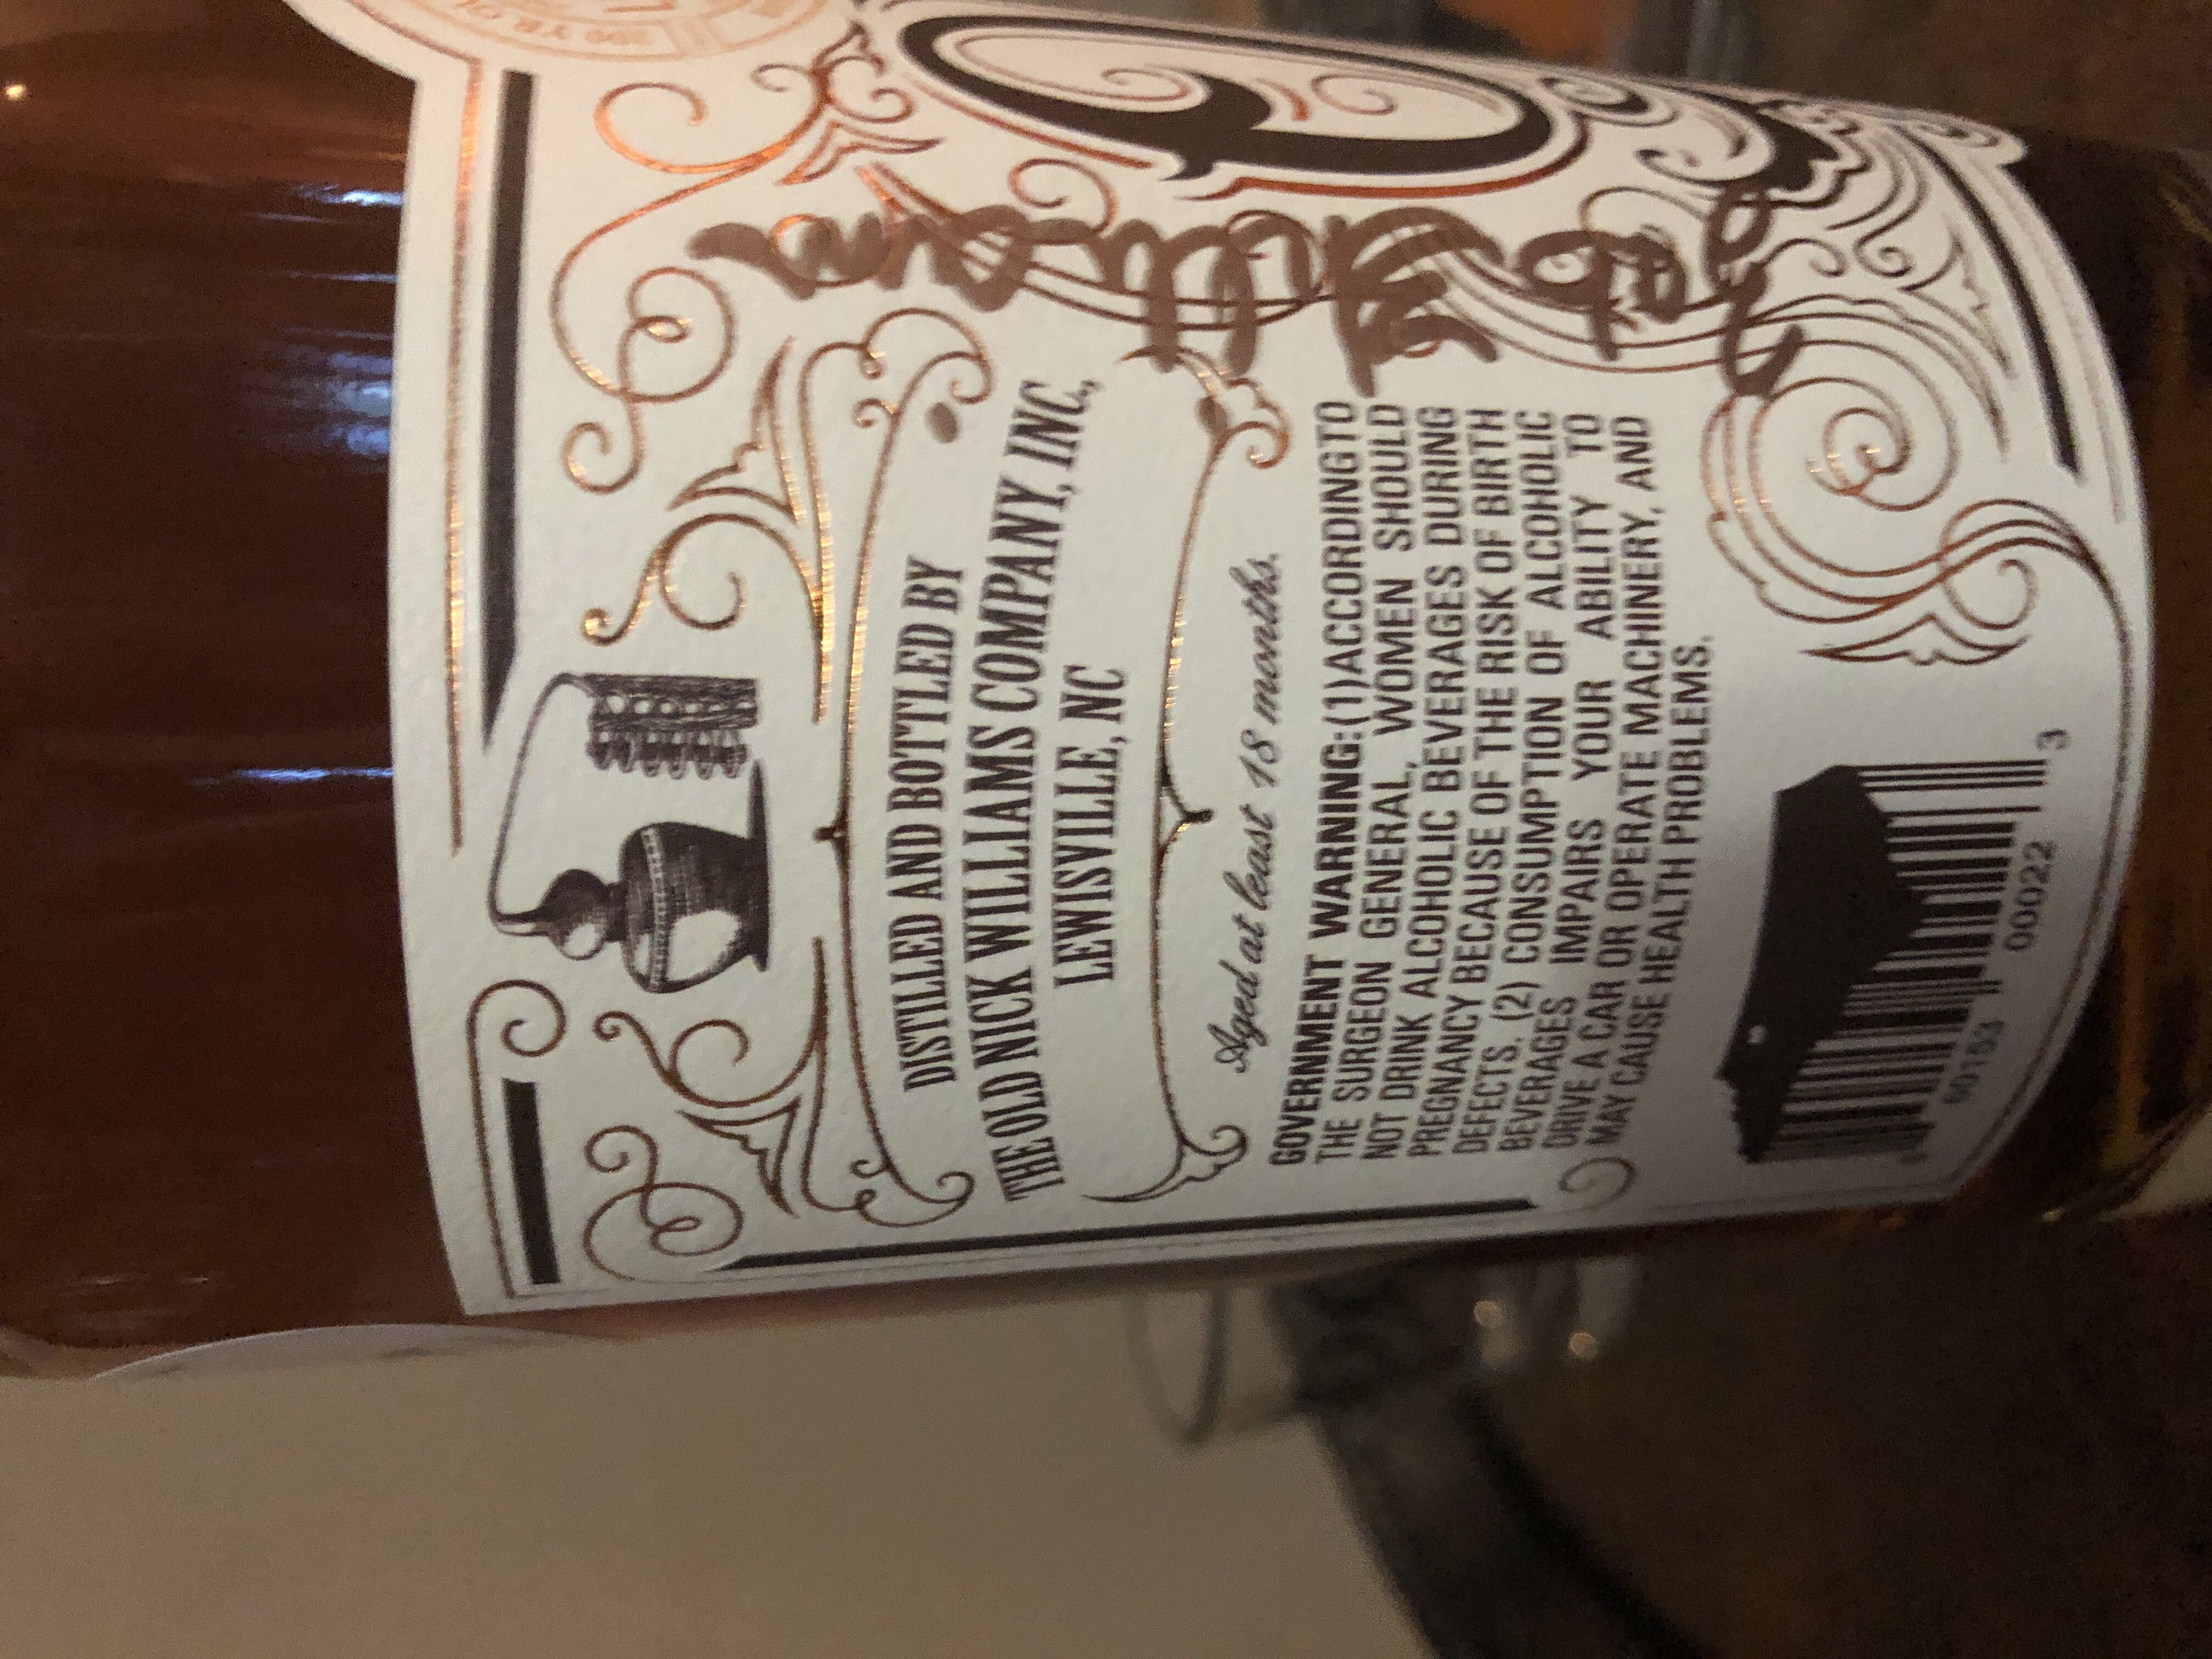 DISTILLED AND BOTTLED BY
THE OLD NICK WILLIAMS COMPANY, INC.,
LEWISVILLE, NC
Aged at least 18 months.
GOVERNMENT WARNING:(1)ACCORDINGTO
THE SURGEON GENERAL, WOMEN SHOULD
NOT DRINK ALCOHOLIC BEVERAGES DURING
PREGNANCY BECAUSE OF THE RISK OF BIRTH
DEFECTS. (2) CONSUMPTION OF ALCOHOLIC
BEVERAGES IMPAIRS YOUR ABILITY TO
DRIVE A CAR OR OPERATE MACHINERY, AND
MAY CAUSE HEALTH PROBLEMS.
00022 3